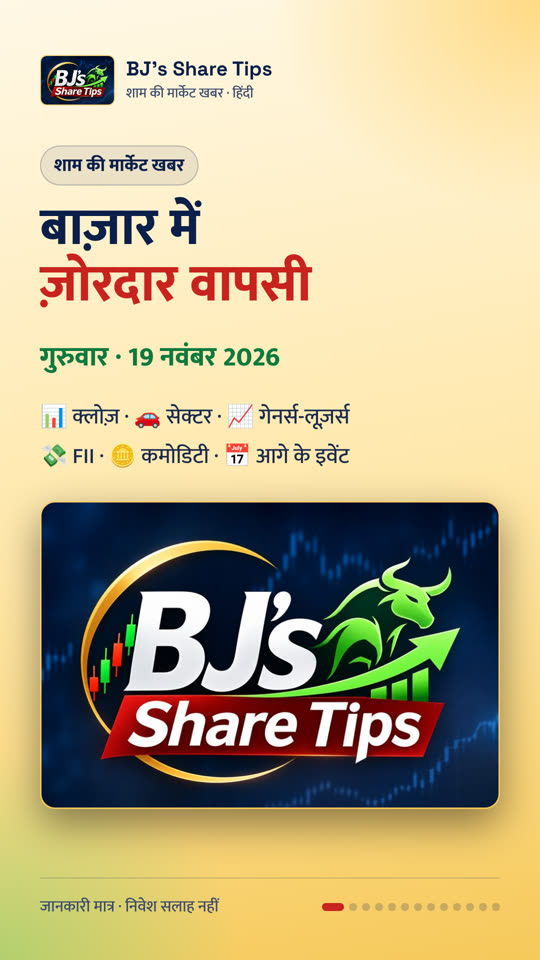 BJ's Share Tips
BJ's Share Tips
शाम की मार्केट खबर · हिंदी
शाम की मार्केट खबर
बाज़ार में
ज़ोरदार वापसी
गुरुवार · 19 नवंबर 2026
📊 क्लोज़ · 🚗 सेक्टर · 📈 गेनर्स-लूज़र्स
💸 FII · 🪙 कमोडिटी · 📅 आगे के इवेंट
BJ's
Share Tips
जानकारी मात्र · निवेश सलाह नहीं